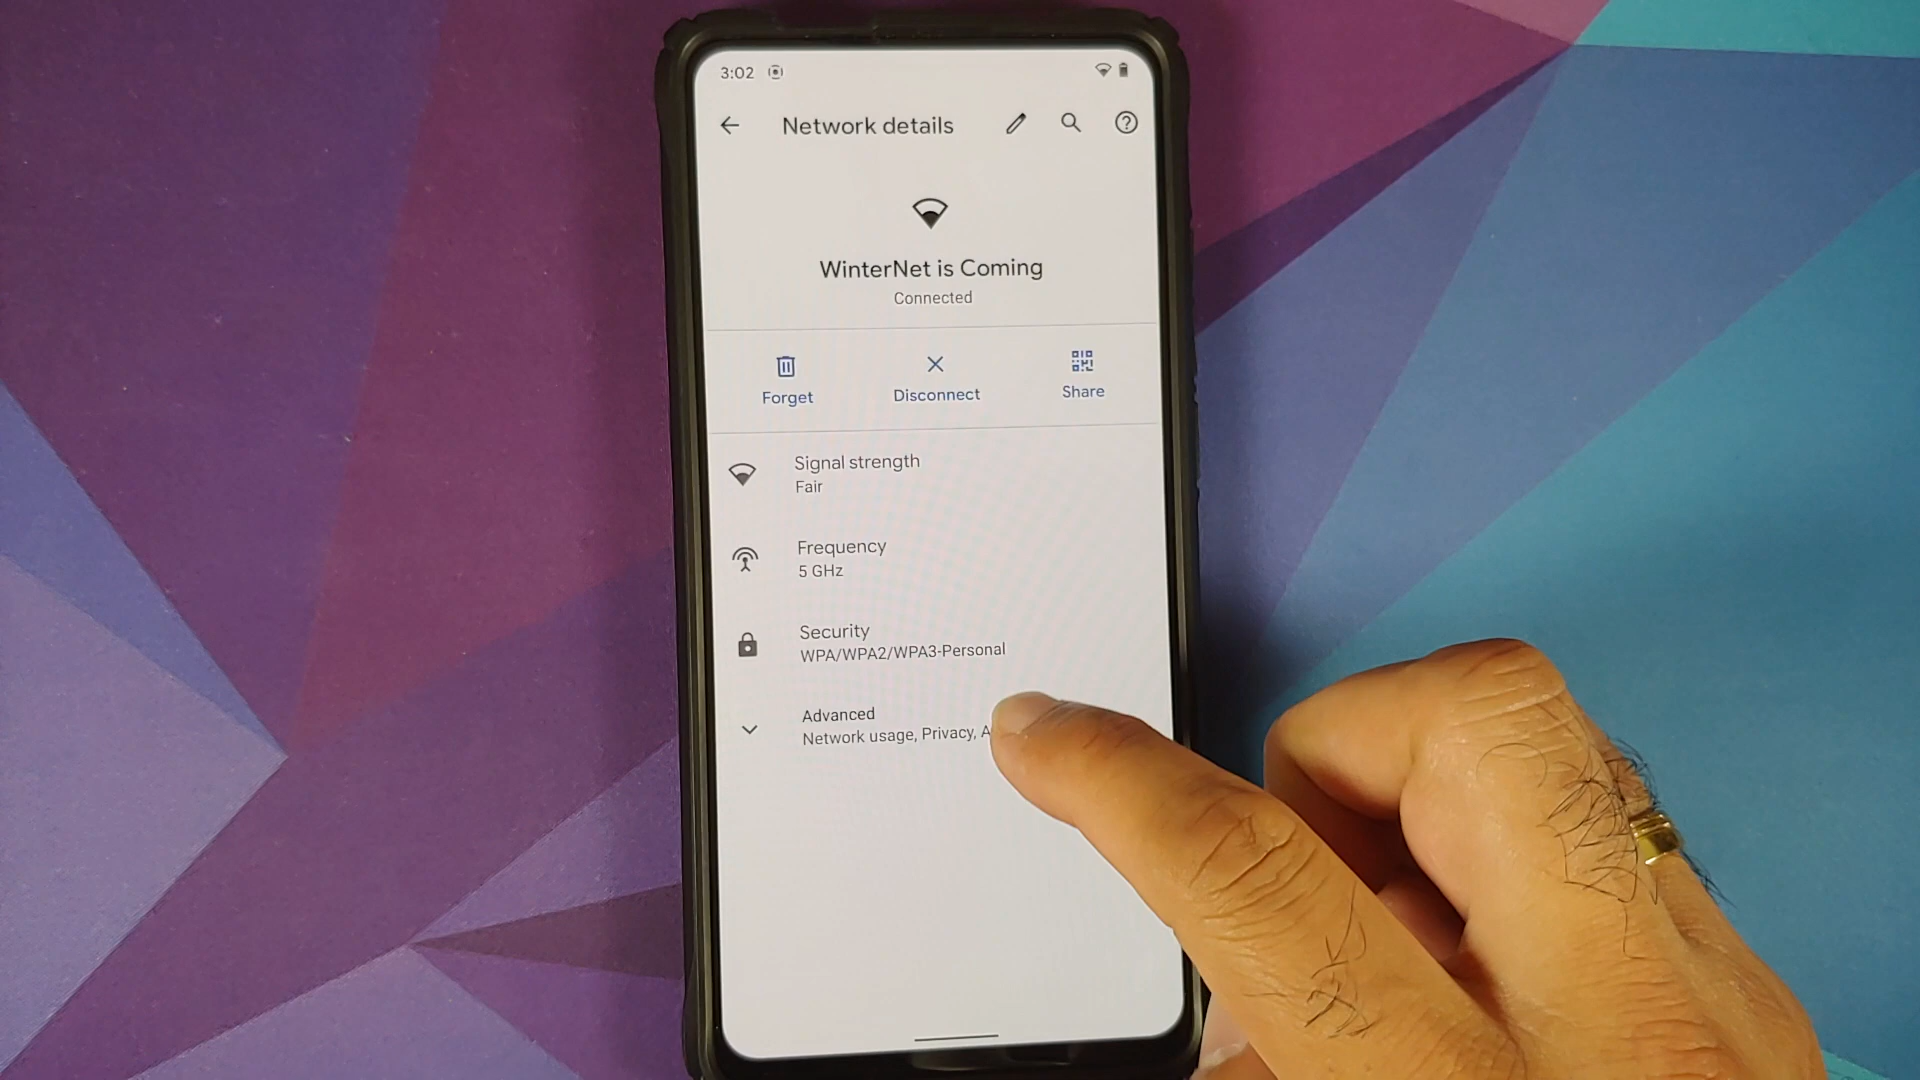 3:02
Network details
WinterNet is Coming
Connected
Forget
Disconnect
Share
Signal strength
Fair
Frequency
5 GHz
Security
WPA/WPA2/WPA3-Personal
Advanced
Network usage, Privacy,